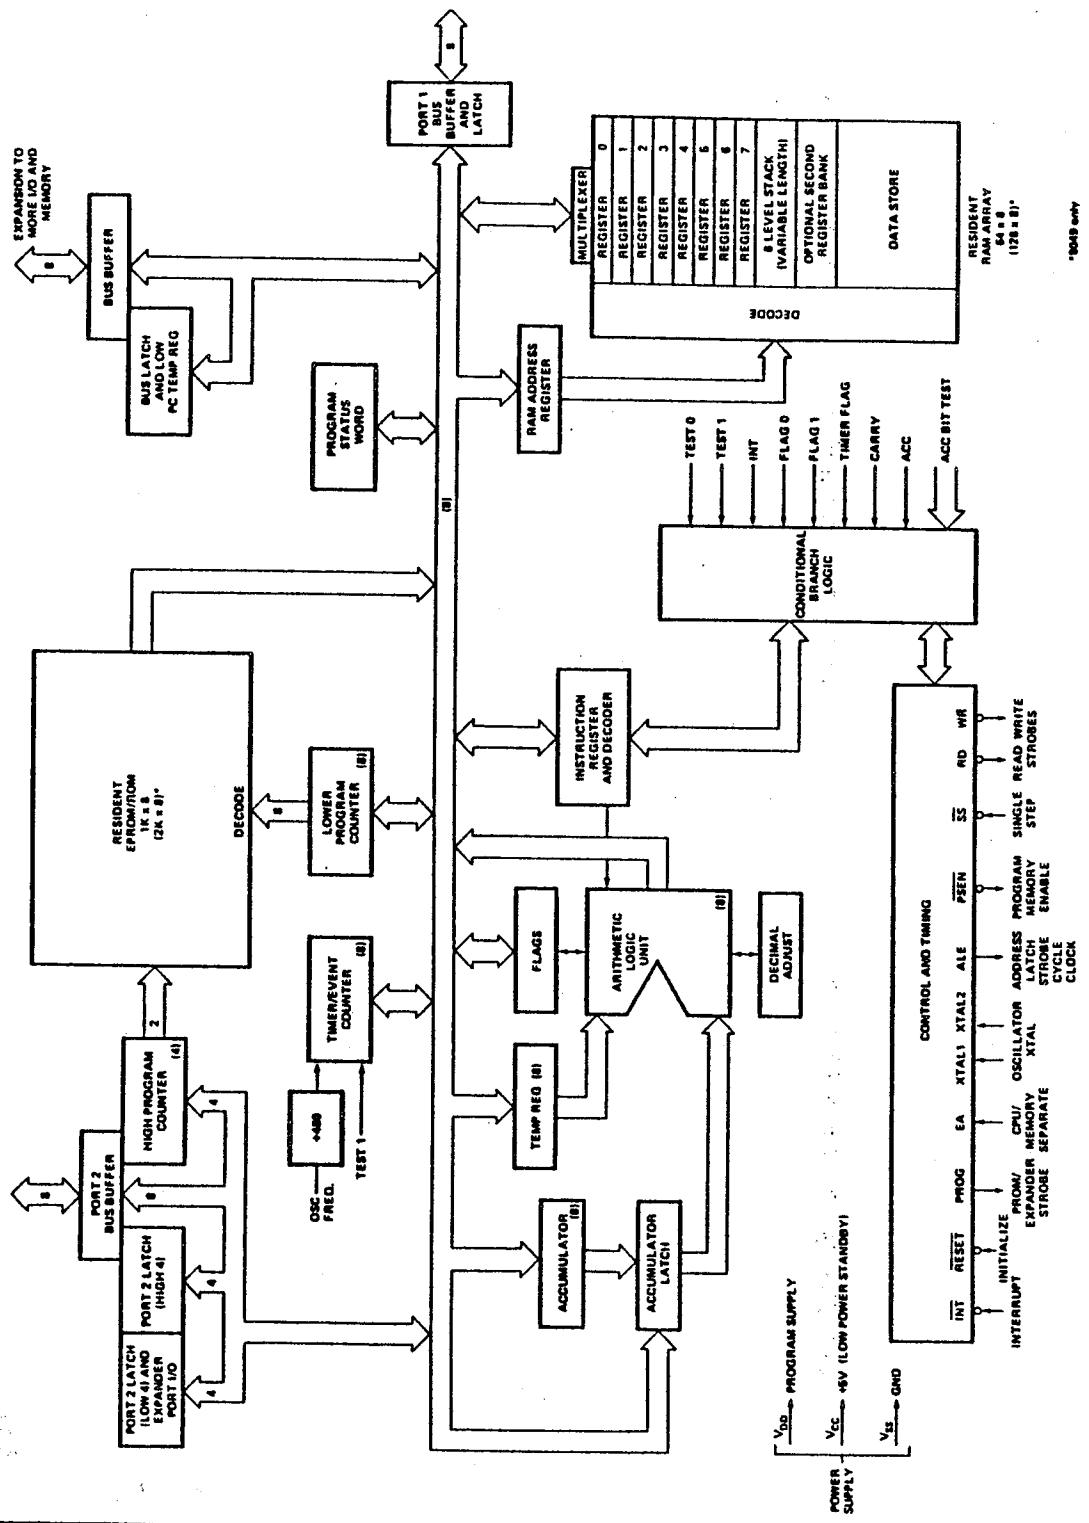 EXPANSION TO
MORE I/O AND
MEMORY
8
BUS BUFFER
BUS LATCH
AND LOW
PC TEMP REG
8
PORT 1
BUS
BUFFER
AND
LATCH
PROGRAM
STATUS
WORD
RESIDENT
EPROM/ROM
1K x 8
(2K x 8)*
DECODE
8
LOWER
PROGRAM
COUNTER
(8)
2
HIGH PROGRAM
COUNTER
(4)
8
PORT 2
BUS BUFFER
PORT 2 LATCH
(HIGH 4)
PORT 2 LATCH
(LOW 4) AND
EXPANDER
PORT I/O
4
8
4
4
TIMER/EVENT
COUNTER
(8)
÷480
OSC
FREQ.
TEST 1
(8)
MULTIPLEXER
REGISTER 0
REGISTER 1
REGISTER 2
REGISTER 3
REGISTER 4
REGISTER 5
REGISTER 6
REGISTER 7
8 LEVEL STACK
(VARIABLE LENGTH)
OPTIONAL SECOND
REGISTER BANK
DATA STORE
DECODE
RESIDENT
RAM ARRAY
64 x 8
(128 x 8)*
*8049 only
RAM ADDRESS
REGISTER
INSTRUCTION
REGISTER
AND DECODER
FLAGS
ARITHMETIC
LOGIC
UNIT
(8)
DECIMAL
ADJUST
TEMP REG (8)
ACCUMULATOR
(8)
ACCUMULATOR
LATCH
TEST 0
TEST 1
INT
FLAG 0
FLAG 1
TIMER FLAG
CARRY
ACC
ACC BIT TEST
CONDITIONAL
BRANCH
LOGIC
CONTROL AND TIMING
INT
RESET
PROG
EA
XTAL1
XTAL2
ALE
PSEN
SS
RD
WR
INTERRUPT
INITIALIZE
PROM/
EXPANDER
STROBE
CPU/
MEMORY
SEPARATE
OSCILLATOR
XTAL
ADDRESS
LATCH
STROBE
CYCLE
CLOCK
PROGRAM
MEMORY
ENABLE
SINGLE
STEP
READ WRITE
STROBES
POWER
SUPPLY
VDD PROGRAM SUPPLY
VCC +5V (LOW POWER STANDBY)
VSS GND